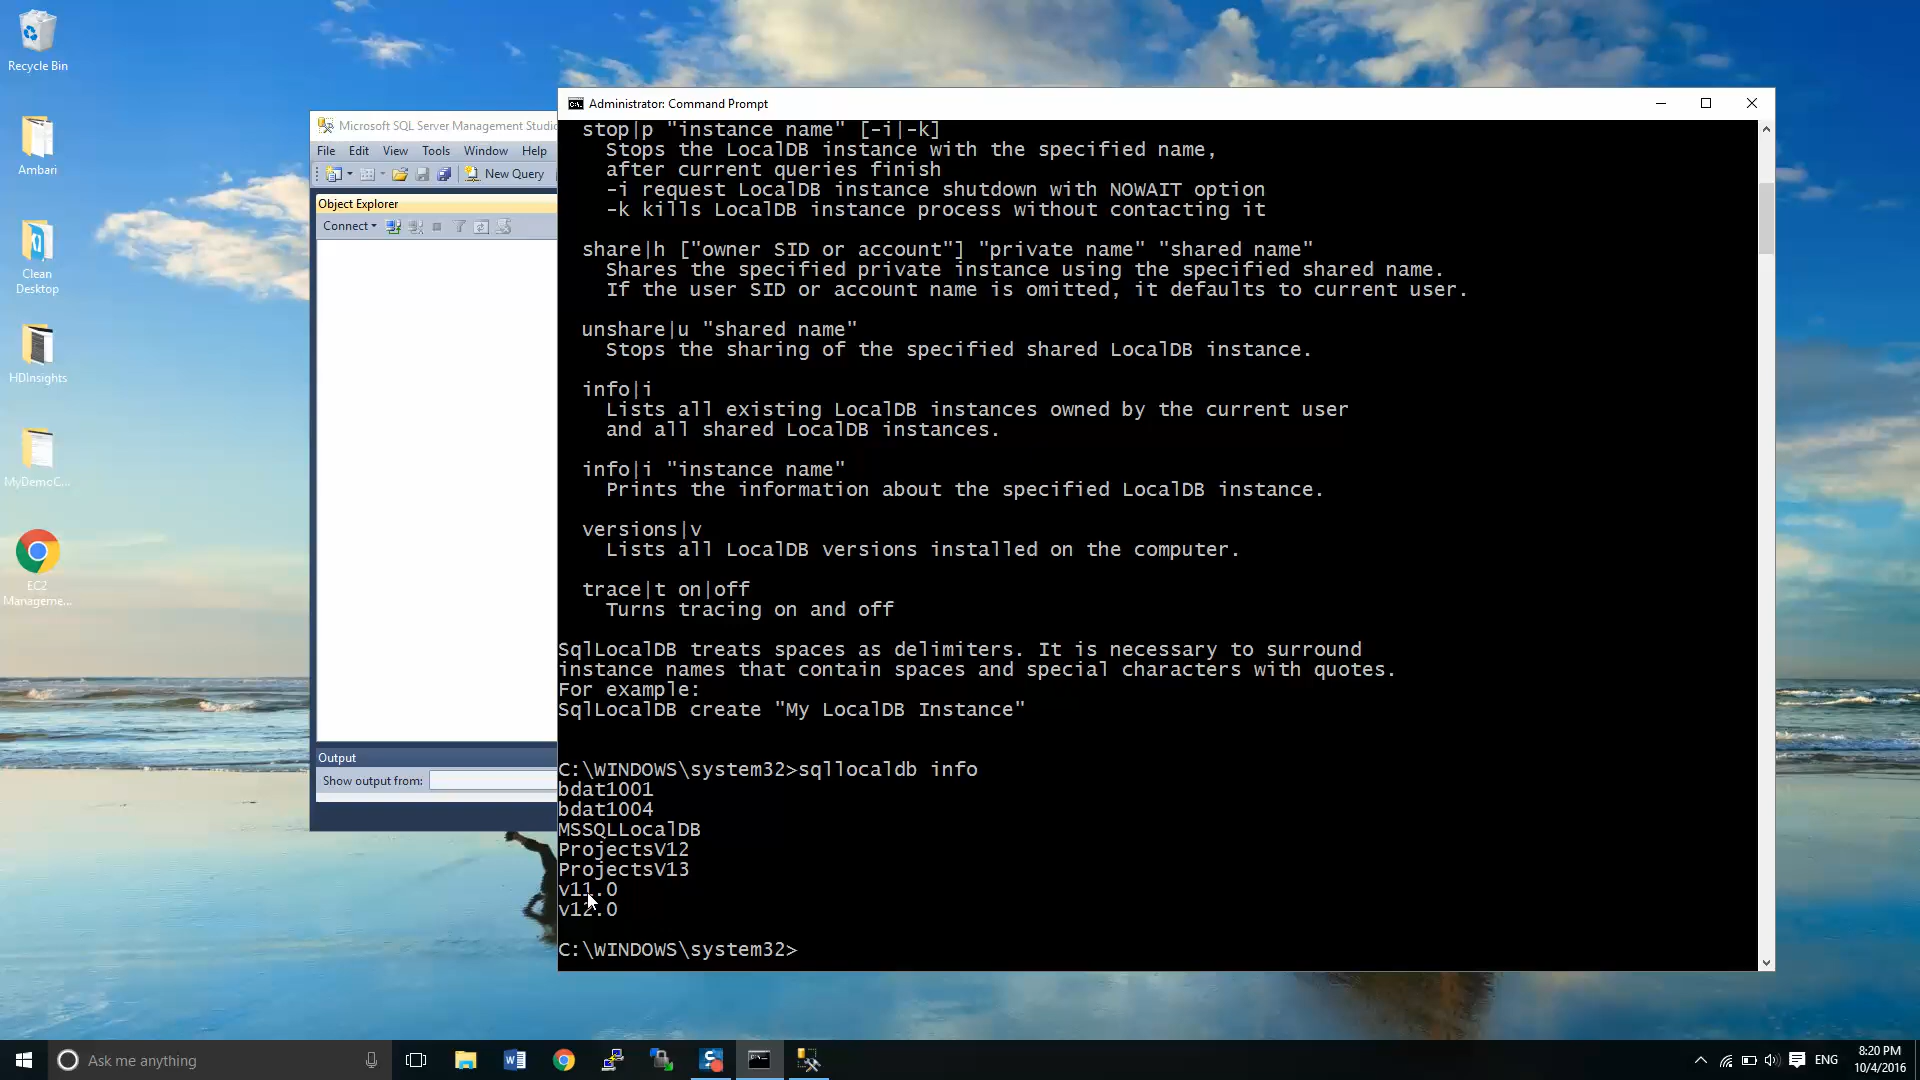 Recycle Bin
Ambari
Clean
Desktop
HDInsights
MyDemoC...
EC2
Manageme...
Microsoft SQL Server Management Studio
File Edit View Tools Window Help
New Query
Object Explorer
Connect
Output
Show output from:
Administrator: Command Prompt
stop|p "instance name" [-i|-k]
Stops the LocalDB instance with the specified name,
after current queries finish
-i request LocalDB instance shutdown with NOWAIT option
-k kills LocalDB instance process without contacting it
share|h ["owner SID or account"] "private name" "shared name"
Shares the specified private instance using the specified shared name.
If the user SID or account name is omitted, it defaults to current user.
unshare|u "shared name"
Stops the sharing of the specified shared LocalDB instance.
info|i
Lists all existing LocalDB instances owned by the current user
and all shared LocalDB instances.
info|i "instance name"
Prints the information about the specified LocalDB instance.
versions|v
Lists all LocalDB versions installed on the computer.
trace|t on|off
Turns tracing on and off
SqlLocalDB treats spaces as delimiters. It is necessary to surround
instance names that contain spaces and special characters with quotes.
For example:
SqlLocalDB create "My LocalDB Instance"
C:\WINDOWS\system32>sqllocaldb info
bdat1001
bdat1004
MSSQLLocalDB
ProjectsV12
ProjectsV13
v11.0
v12.0
C:\WINDOWS\system32>
Ask me anything
ENG
8:20 PM
10/4/2016